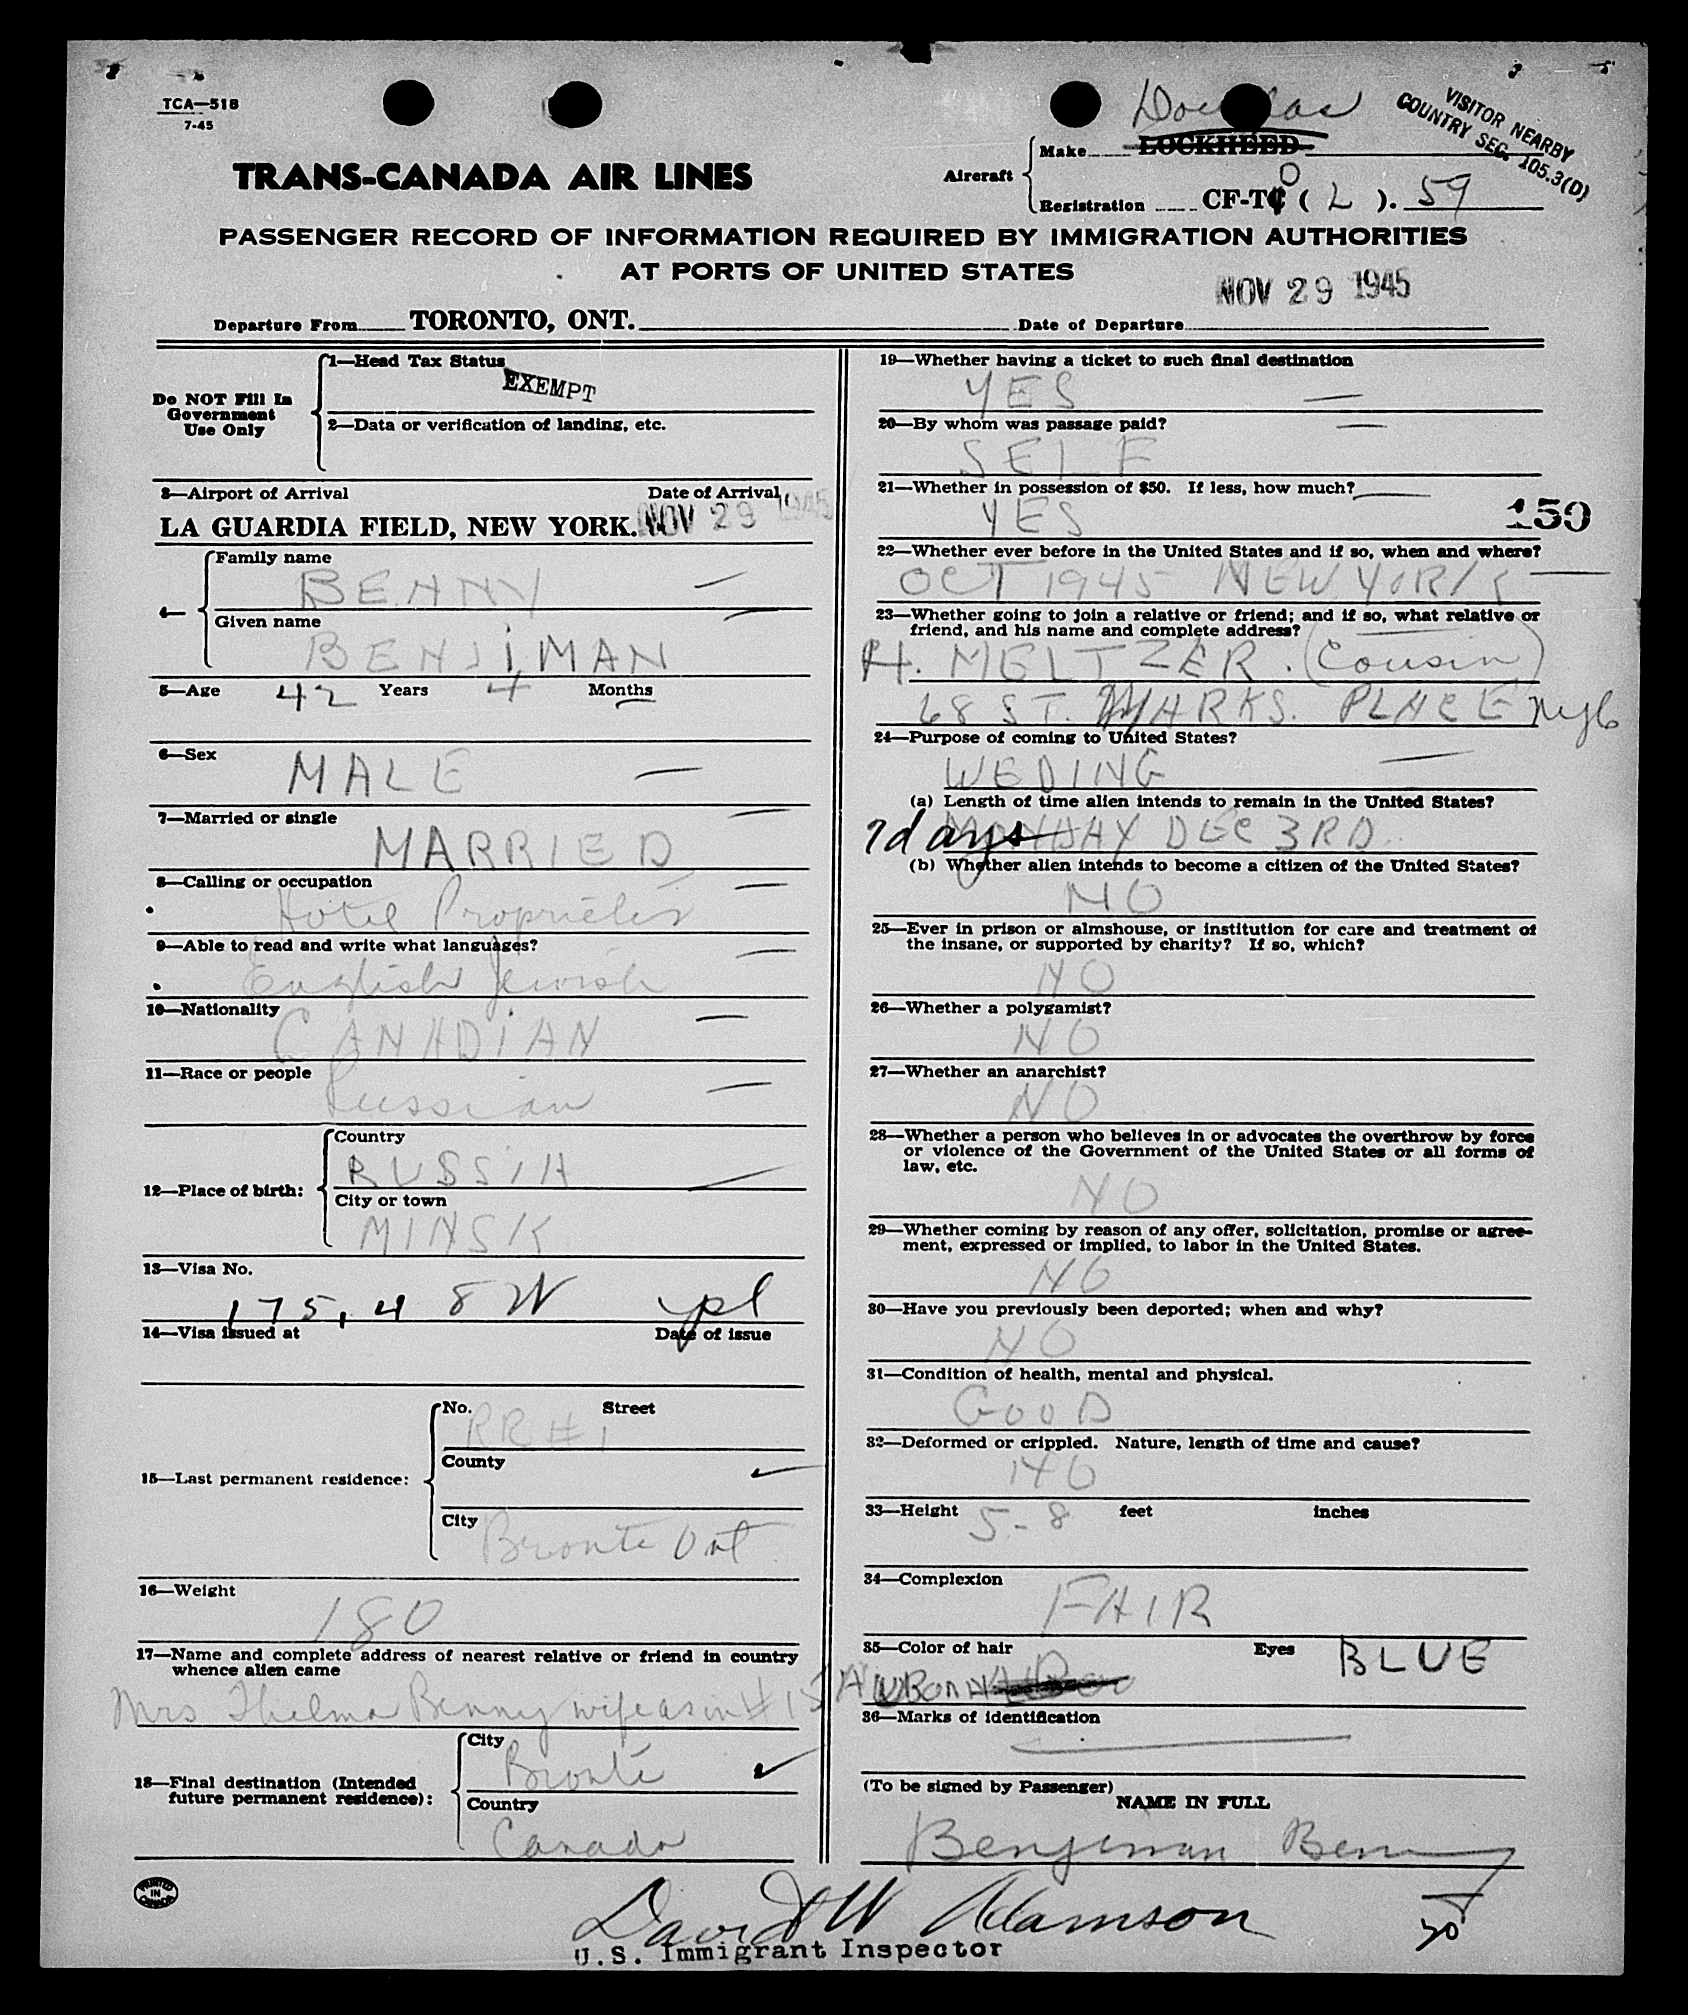 TCA—518
7-45
TRANS-CANADA AIR LINES
Aircraft
Make Douglas
LOCKHEED
Registration CF-T O ( L ). 59
VISITOR NEARBY
COUNTRY SEC. 105.3(D)
PASSENGER RECORD OF INFORMATION REQUIRED BY IMMIGRATION AUTHORITIES
AT PORTS OF UNITED STATES
NOV 29 1945
Departure From TORONTO, ONT. Date of Departure
Do NOT Fill In
Government
Use Only
1—Head Tax Status
EXEMPT
2—Data or verification of landing, etc.
3—Airport of Arrival Date of Arrival
LA GUARDIA FIELD, NEW YORK. NOV 29 1945
4—
Family name
BENNY
Given name
BENJIMAN
5—Age 42 Years 4 Months
6—Sex
MALE
7—Married or single
MARRIED
8—Calling or occupation
Hotel Proprietor
9—Able to read and write what languages?
English Jewish
10—Nationality
CANADIAN
11—Race or people
Russian
12—Place of birth:
Country
RUSSIA
City or town
MINSK
13—Visa No.
175,4 8 W
14—Visa issued at Date of issue
15—Last permanent residence:
No. Street
RR#1
County
City
Bronte Ont
16—Weight
180
17—Name and complete address of nearest relative or friend in country
whence alien came
Mrs Thelma Benny wife as in #15
18—Final destination (Intended
future permanent residence):
City
Bronte
Country
Canada
PRINTED
IN
CANADA
19—Whether having a ticket to such final destination
YES
20—By whom was passage paid?
SELF
21—Whether in possession of $50. If less, how much?
YES
150
22—Whether ever before in the United States and if so, when and where?
OCT 1945 NEW YORK
23—Whether going to join a relative or friend; and if so, what relative or
friend, and his name and complete address?
H. MELTZER. (Cousin)
68 ST. MARKS. PLACE NYC
24—Purpose of coming to United States?
WEDING
(a) Length of time alien intends to remain in the United States?
7 days MONDAY DEC 3RD
(b) Whether alien intends to become a citizen of the United States?
NO
25—Ever in prison or almshouse, or institution for care and treatment of
the insane, or supported by charity? If so, which?
NO
26—Whether a polygamist?
NO
27—Whether an anarchist?
NO
28—Whether a person who believes in or advocates the overthrow by force
or violence of the Government of the United States or all forms of
law, etc.
NO
29—Whether coming by reason of any offer, solicitation, promise or agree-
ment, expressed or implied, to labor in the United States.
NO
30—Have you previously been deported; when and why?
NO
31—Condition of health, mental and physical.
GOOD
32—Deformed or crippled. Nature, length of time and cause?
NO
33—Height 5-8 feet inches
34—Complexion
FAIR
35—Color of hair Eyes BLUE
AUBORN
36—Marks of identification
(To be signed by Passenger)
NAME IN FULL
Benjiman Benny
David W Adamson
U.S. Immigrant Inspector